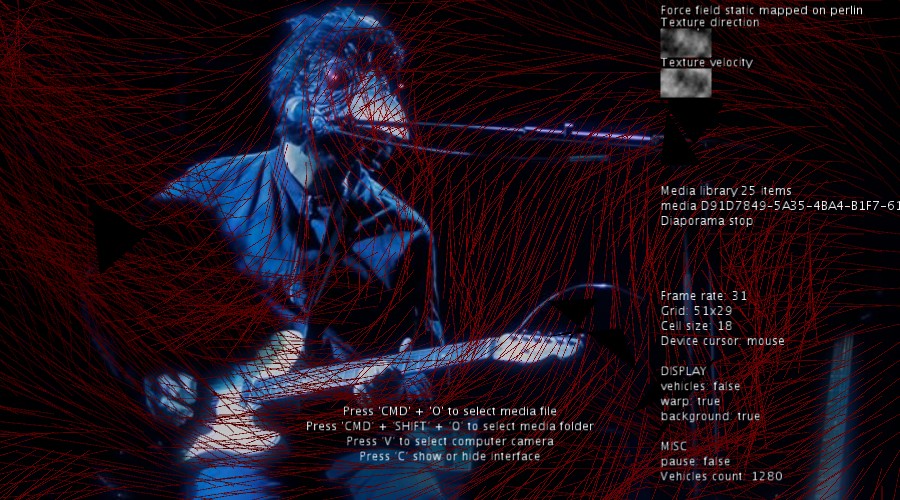 Force field static mapped on perlin
Texture direction
Texture velocity
Media library 25 items
media D91D7849-5A35-4BA4-B1F7-61
Diaporama stop
Frame rate: 31
Grid: 51x29
Cell size: 18
Device cursor: mouse
DISPLAY
vehicles: false
warp: true
background: true
MISC
pause: false
Vehicles count: 1280
Press 'CMD' + 'O' to select media file
Press 'CMD' + 'SHIFT' + 'O' to select media folder
Press 'V' to select computer camera
Press 'C' show or hide interface